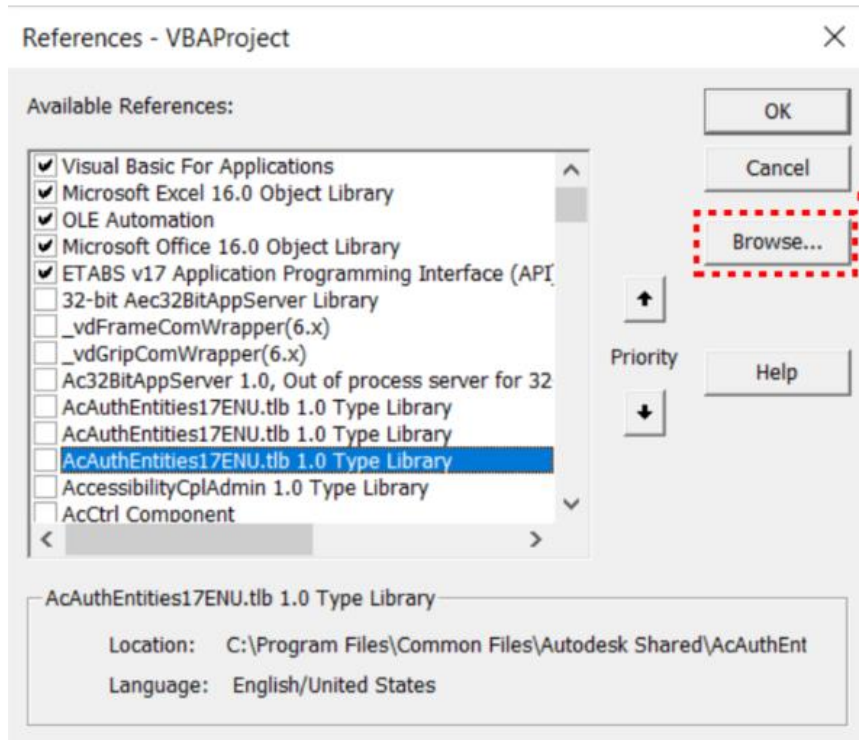 References - VBAProject
Available References:
Visual Basic For Applications
Microsoft Excel 16.0 Object Library
OLE Automation
Microsoft Office 16.0 Object Library
ETABS v17 Application Programming Interface (API)
32-bit Aec32BitAppServer Library
_vdFrameComWrapper(6.x)
_vdGripComWrapper(6.x)
Ac32BitAppServer 1.0, Out of process server for 32-
AcAuthEntities17ENU.tlb 1.0 Type Library
AcAuthEntities17ENU.tlb 1.0 Type Library
AcAuthEntities17ENU.tlb 1.0 Type Library
AccessibilityCplAdmin 1.0 Type Library
AcCtrl Component
OK
Cancel
Browse...
Priority
Help
AcAuthEntities17ENU.tlb 1.0 Type Library
Location: C:\Program Files\Common Files\Autodesk Shared\AcAuthEnt
Language: English/United States